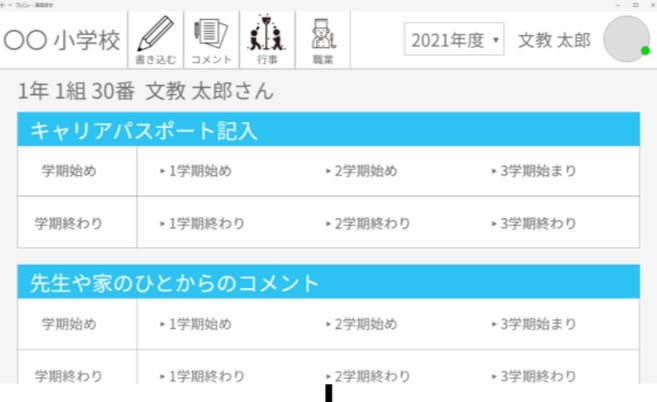 〇〇 小学校
書き込む
コメント
行事
職業
2021年度 ▼
文教 太郎
1年 1組 30番 文教 太郎さん
キャリアパスポート記入
学期始め ▸1学期始め ▸2学期始め ▸3学期始まり
学期終わり ▸1学期終わり ▸2学期終わり ▸3学期終わり
先生や家のひとからのコメント
学期始め ▸1学期始め ▸2学期始め ▸3学期始まり
学期終わり ▸1学期終わり ▸2学期終わり ▸3学期終わり